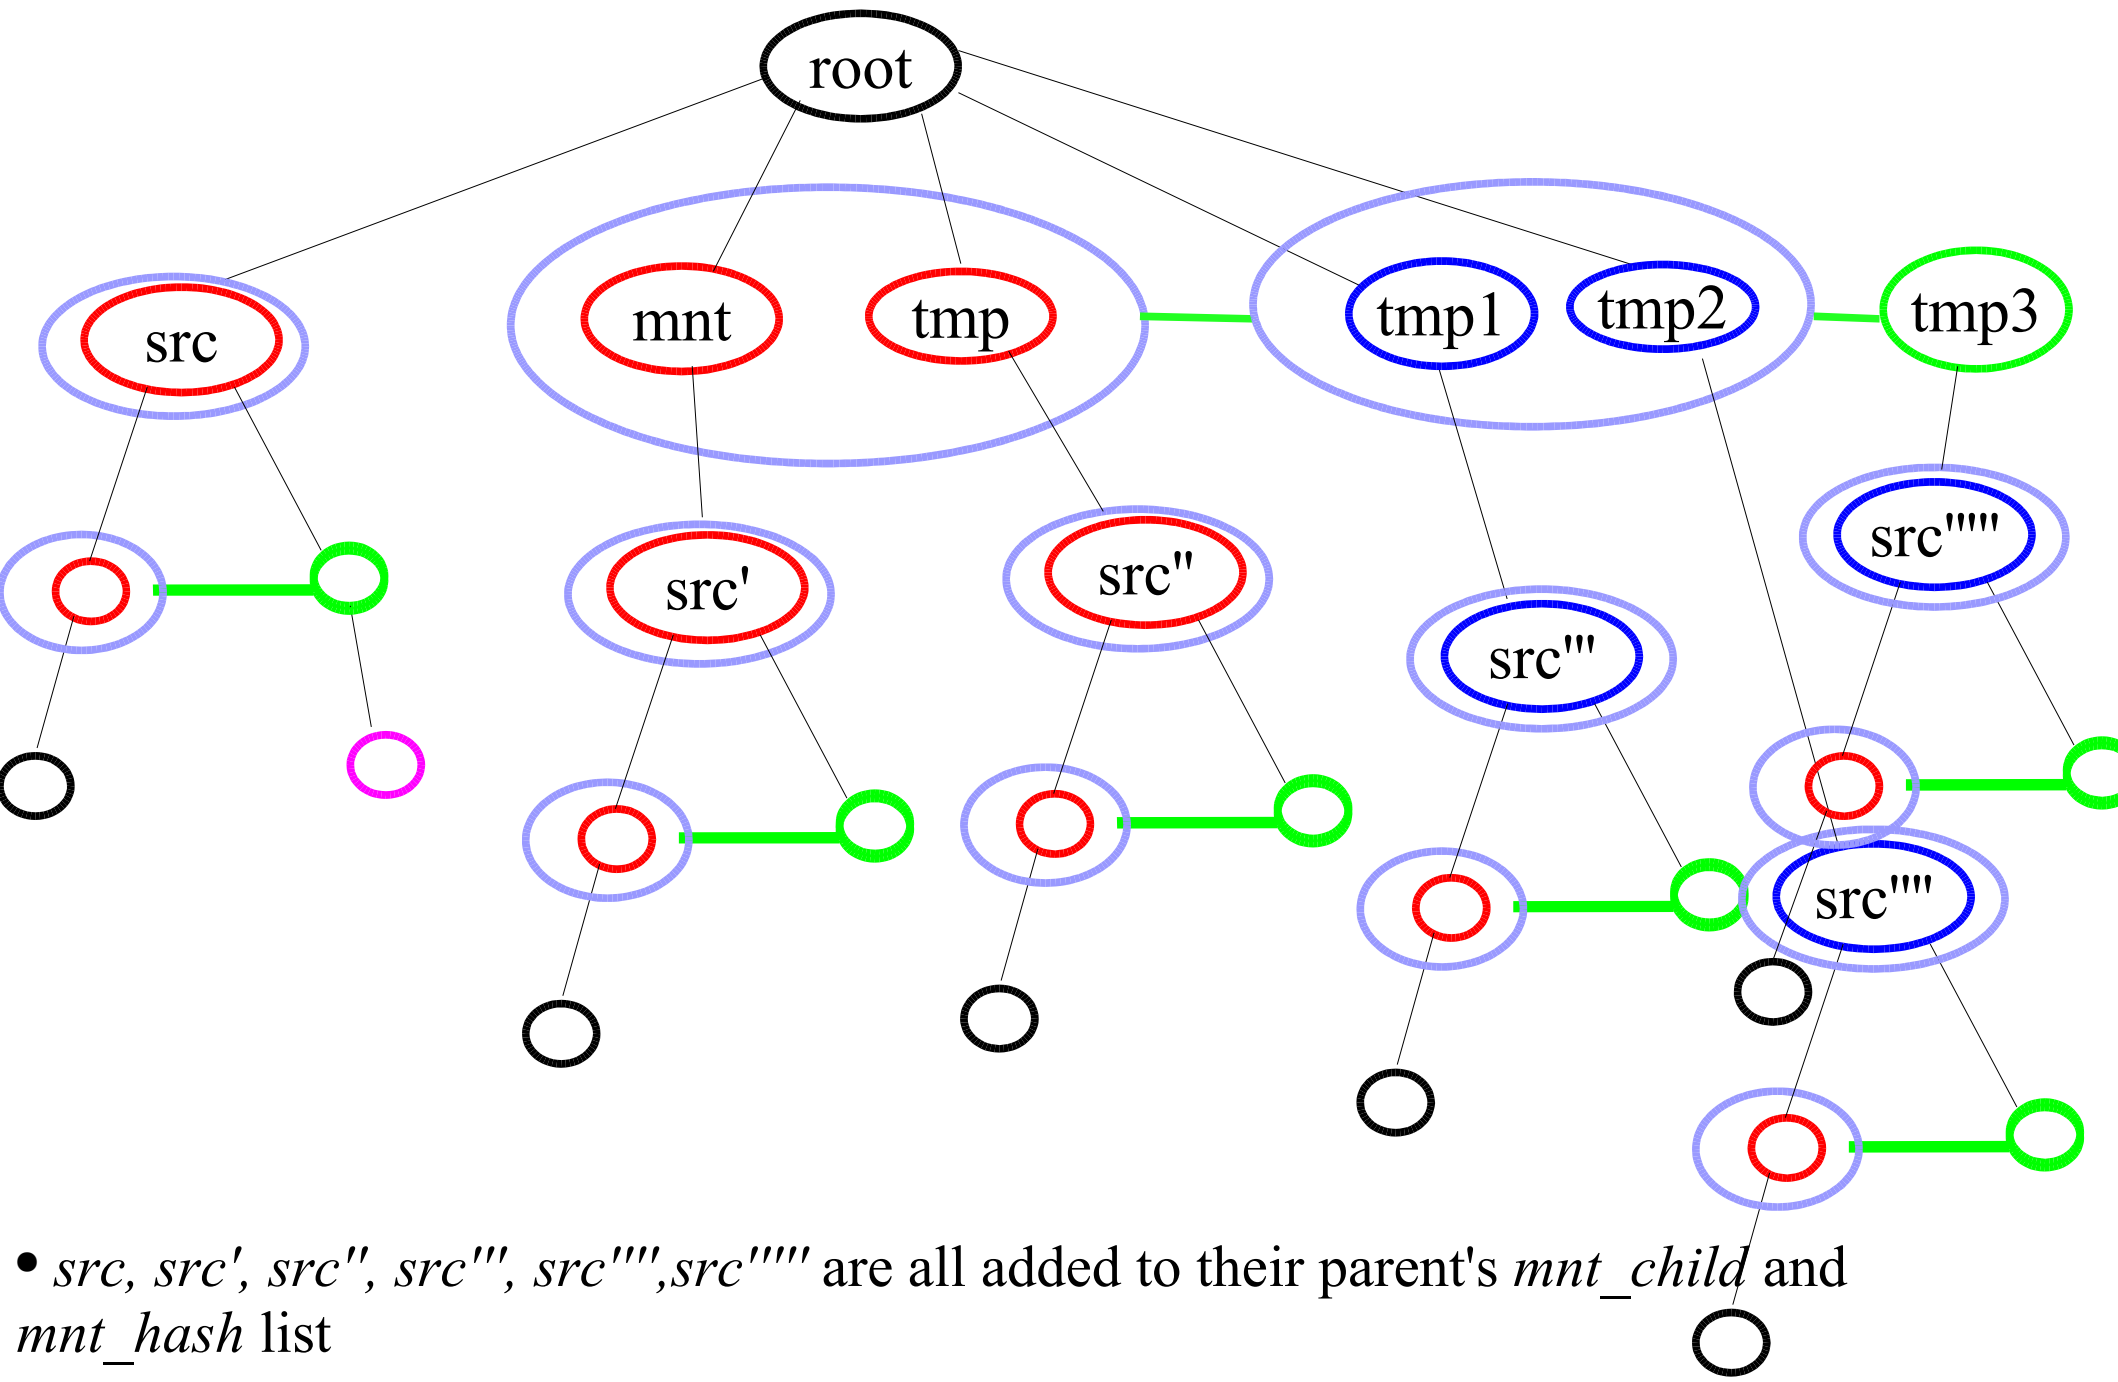 root
src
mnt
tmp
tmp1
tmp2
tmp3
src'
src''
src'''
src'''''
src''''
• src, src', src'', src''', src'''',src''''' are all added to their parent's mnt_child and
mnt_hash list